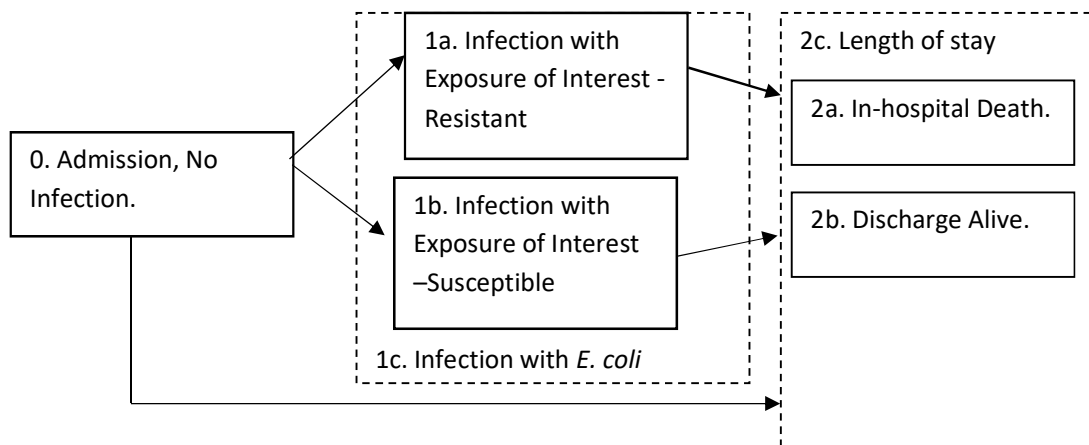 0. Admission, No
Infection.
1a. Infection with
Exposure of Interest -
Resistant
1b. Infection with
Exposure of Interest
–Susceptible
1c. Infection with E. coli
2c. Length of stay
2a. In-hospital Death.
2b. Discharge Alive.